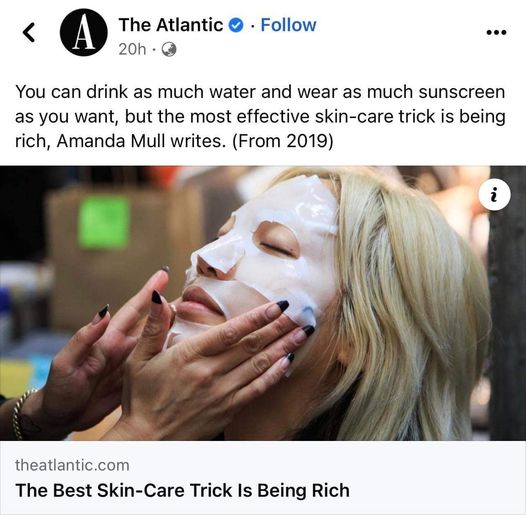 The Atlantic · Follow
20h ·
You can drink as much water and wear as much sunscreen
as you want, but the most effective skin-care trick is being
rich, Amanda Mull writes. (From 2019)
theatlantic.com
The Best Skin-Care Trick Is Being Rich